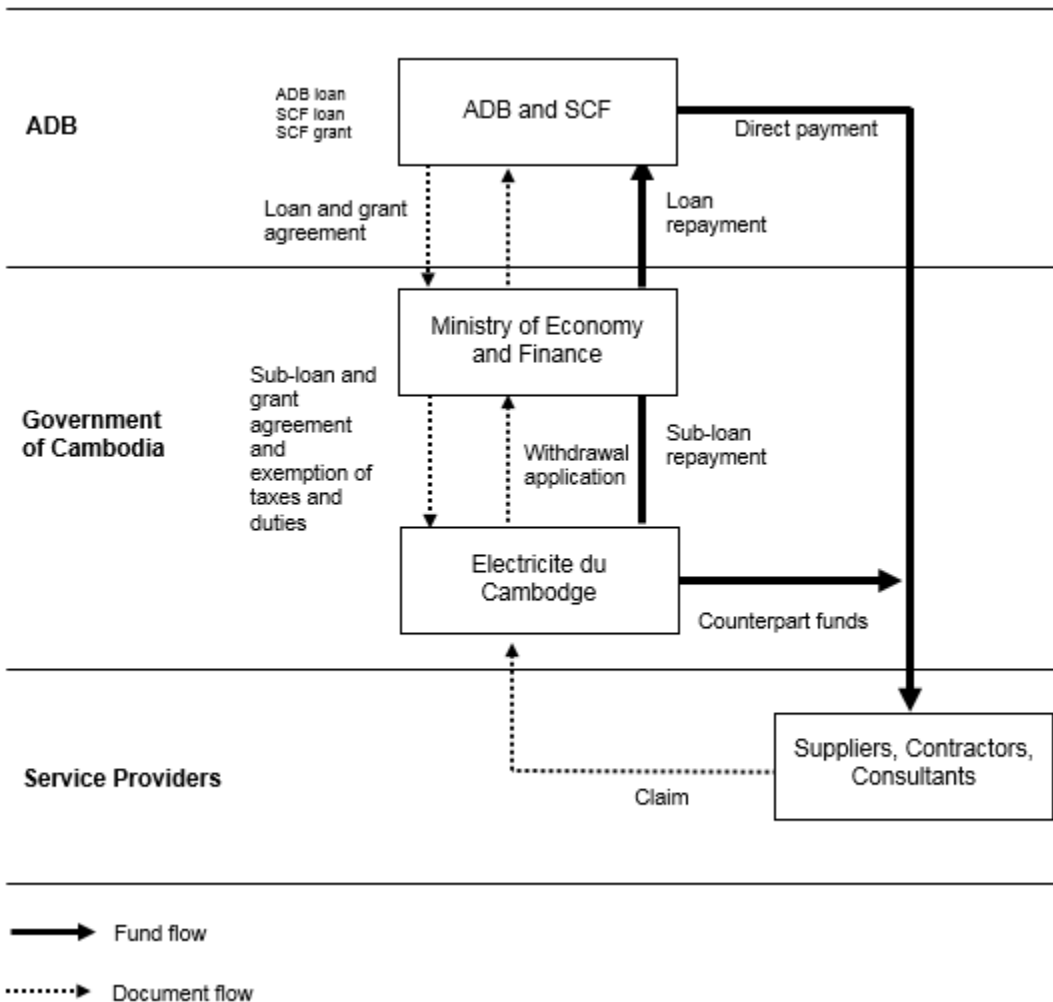 ADB
ADB loan
SCF loan
SCF grant
ADB and SCF
Direct payment
Loan and grant
agreement
Loan
repayment
Government
of Cambodia
Ministry of Economy
and Finance
Sub-loan and
grant
agreement
and
exemption of
taxes and
duties
Withdrawal
application
Sub-loan
repayment
Electricite du
Cambodge
Counterpart funds
Service Providers
Suppliers, Contractors,
Consultants
Claim
Fund flow
Document flow